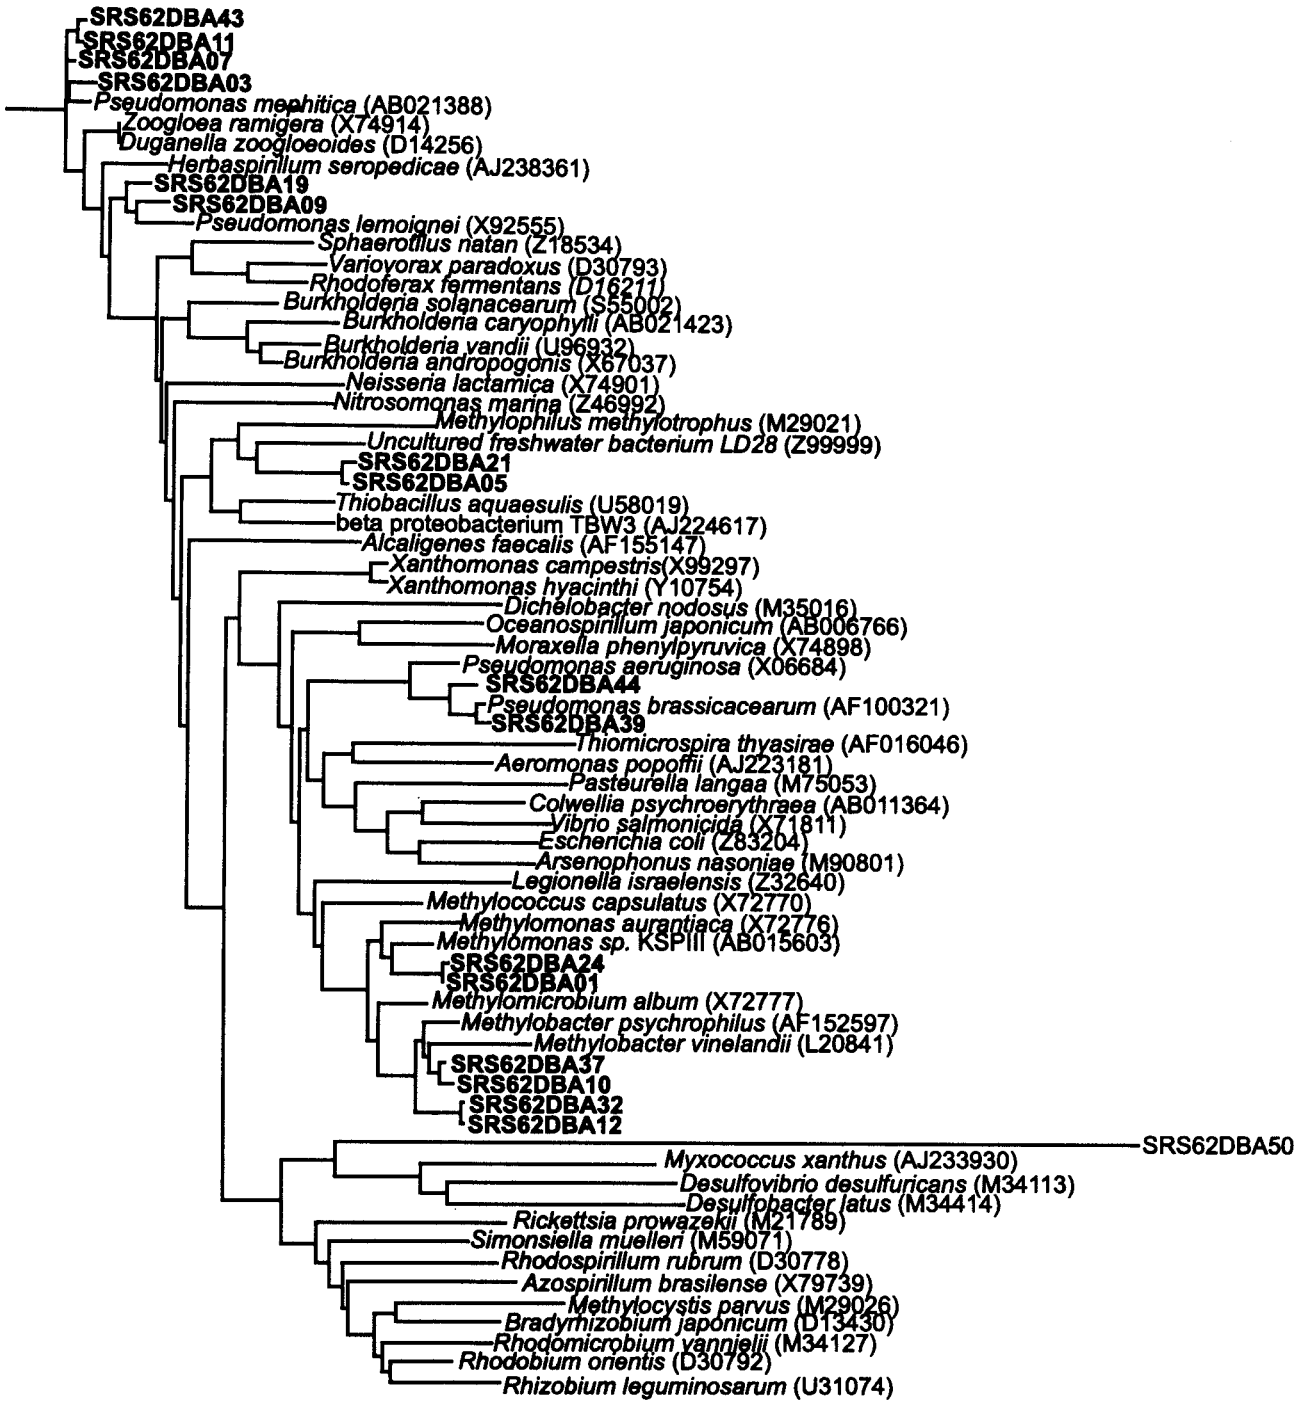 SRS62DBA43
SRS62DBA11
SRS62DBA07
SRS62DBA03
Pseudomonas mephitica (AB021388)
Zoogloea ramigera (X74914)
Duganella zoogloeoides (D14256)
Herbaspirillum seropedicae (AJ238361)
SRS62DBA19
SRS62DBA09
Pseudomonas lemoignei (X92555)
Sphaerotilus natan (Z18534)
Variovorax paradoxus (D30793)
Rhodoferax fermentans (D16211)
Burkholderia solanacearum (S55002)
Burkholderia caryophylli (AB021423)
Burkholderia vandii (U96932)
Burkholderia andropogonis (X67037)
Neisseria lactamica (X74901)
Nitrosomonas marina (Z46992)
Methylophilus methylotrophus (M29021)
Uncultured freshwater bacterium LD28 (Z99999)
SRS62DBA21
SRS62DBA05
Thiobacillus aquaesulis (U58019)
beta proteobacterium TBW3 (AJ224617)
Alcaligenes faecalis (AF155147)
Xanthomonas campestris(X99297)
Xanthomonas hyacinthi (Y10754)
Dichelobacter nodosus (M35016)
Oceanospirillum japonicum (AB006766)
Moraxella phenylpyruvica (X74898)
Pseudomonas aeruginosa (X06684)
SRS62DBA44
Pseudomonas brassicacearum (AF100321)
SRS62DBA39
Thiomicrospira thyasirae (AF016046)
Aeromonas popoffii (AJ223181)
Pasteurella langaa (M75053)
Colwellia psychroerythraea (AB011364)
Vibrio salmonicida (X71811)
Escherichia coli (Z83204)
Arsenophonus nasoniae (M90801)
Legionella israelensis (Z32640)
Methylococcus capsulatus (X72770)
Methylomonas aurantiaca (X72776)
Methylomonas sp. KSPIII (AB015603)
SRS62DBA24
SRS62DBA01
Methylomicrobium album (X72777)
Methylobacter psychrophilus (AF152597)
Methylobacter vinelandii (L20841)
SRS62DBA37
SRS62DBA10
SRS62DBA32
SRS62DBA12
SRS62DBA50
Myxococcus xanthus (AJ233930)
Desulfovibrio desulfuricans (M34113)
Desulfobacter latus (M34414)
Rickettsia prowazekii (M21789)
Simonsiella muelleri (M59071)
Rhodospirillum rubrum (D30778)
Azospirillum brasilense (X79739)
Methylocystis parvus (M29026)
Bradyrhizobium japonicum (D13430)
Rhodomicrobium vannielii (M34127)
Rhodobium orientis (D30792)
Rhizobium leguminosarum (U31074)